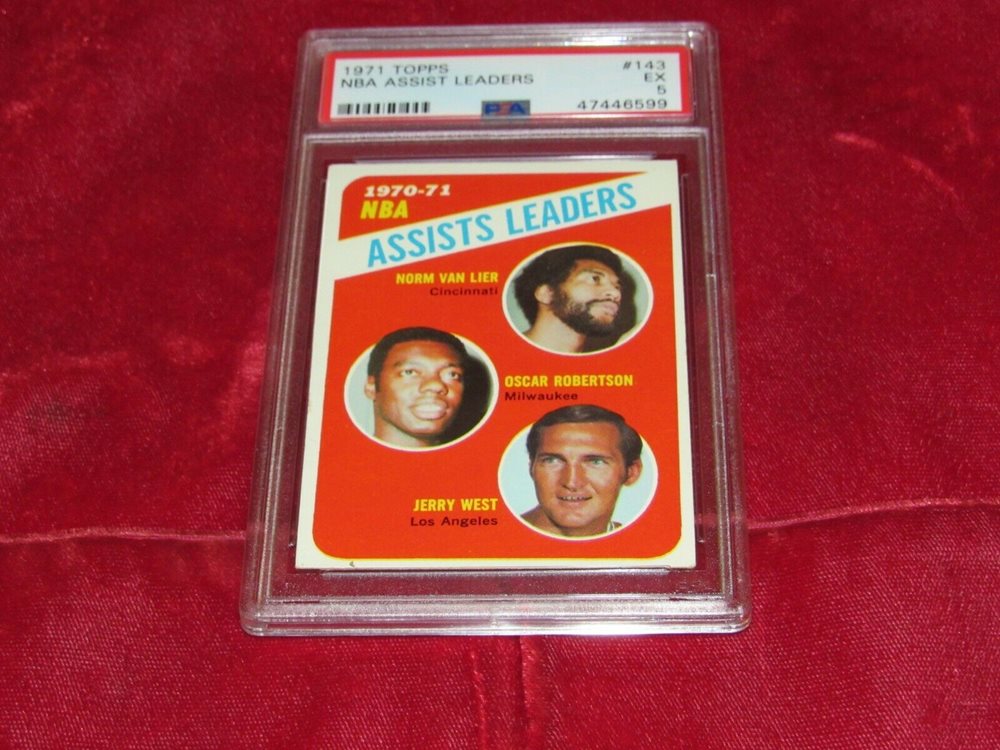 1971 TOPPS #143
NBA ASSIST LEADERS EX
5
PSA 47446599
1970-71
NBA
ASSISTS LEADERS
NORM VAN LIER
Cincinnati
OSCAR ROBERTSON
Milwaukee
JERRY WEST
Los Angeles